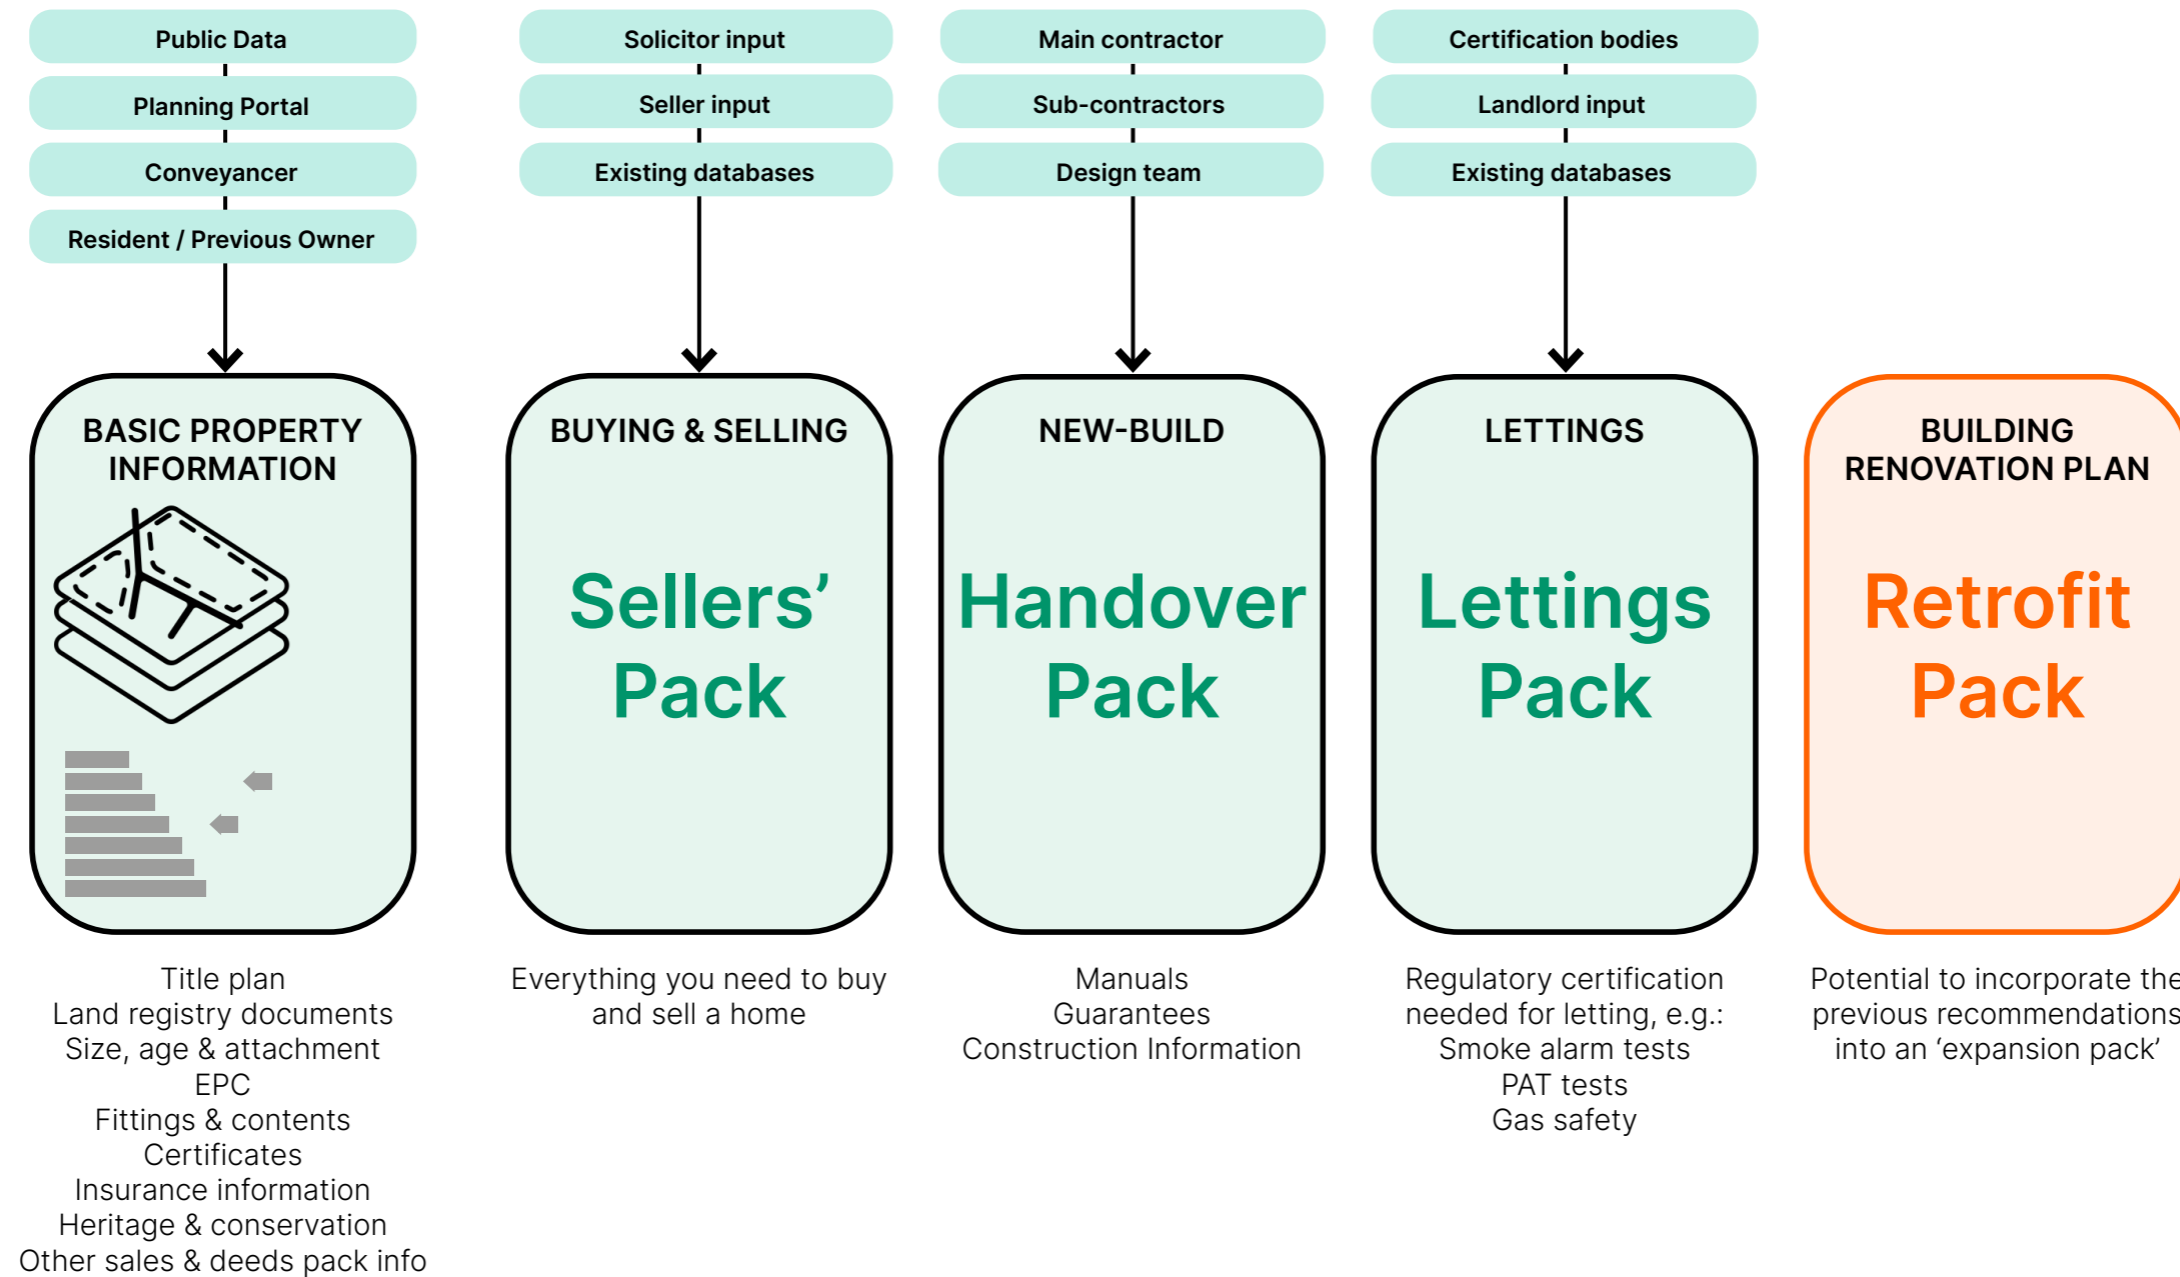 Public Data
Planning Portal
Conveyancer
Resident / Previous Owner
BASIC PROPERTY
INFORMATION
Title plan
Land registry documents
Size, age & attachment
EPC
Fittings & contents
Certificates
Insurance information
Heritage & conservation
Other sales & deeds pack info
Solicitor input
Seller input
Existing databases
BUYING & SELLING
Sellers’
Pack
Everything you need to buy
and sell a home
Main contractor
Sub-contractors
Design team
NEW-BUILD
Handover
Pack
Manuals
Guarantees
Construction Information
Certification bodies
Landlord input
Existing databases
LETTINGS
Lettings
Pack
Regulatory certification
needed for letting, e.g.:
Smoke alarm tests
PAT tests
Gas safety
BUILDING
RENOVATION PLAN
Retrofit
Pack
Potential to incorporate the
previous recommendations
into an ‘expansion pack’